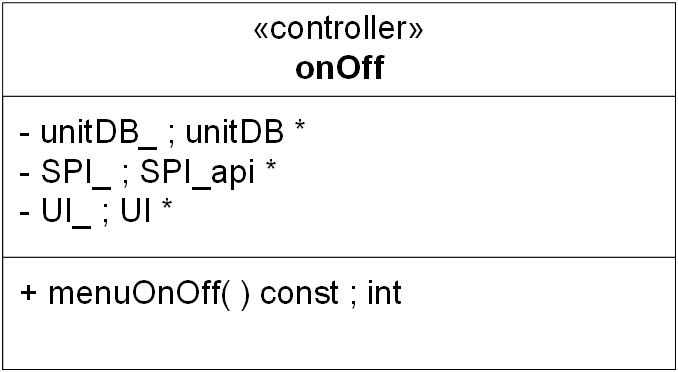 «controller»
onOff
- unitDB_ ; unitDB *
- SPI_ ; SPI_api *
- UI_ ; UI *
+ menuOnOff( ) const ; int